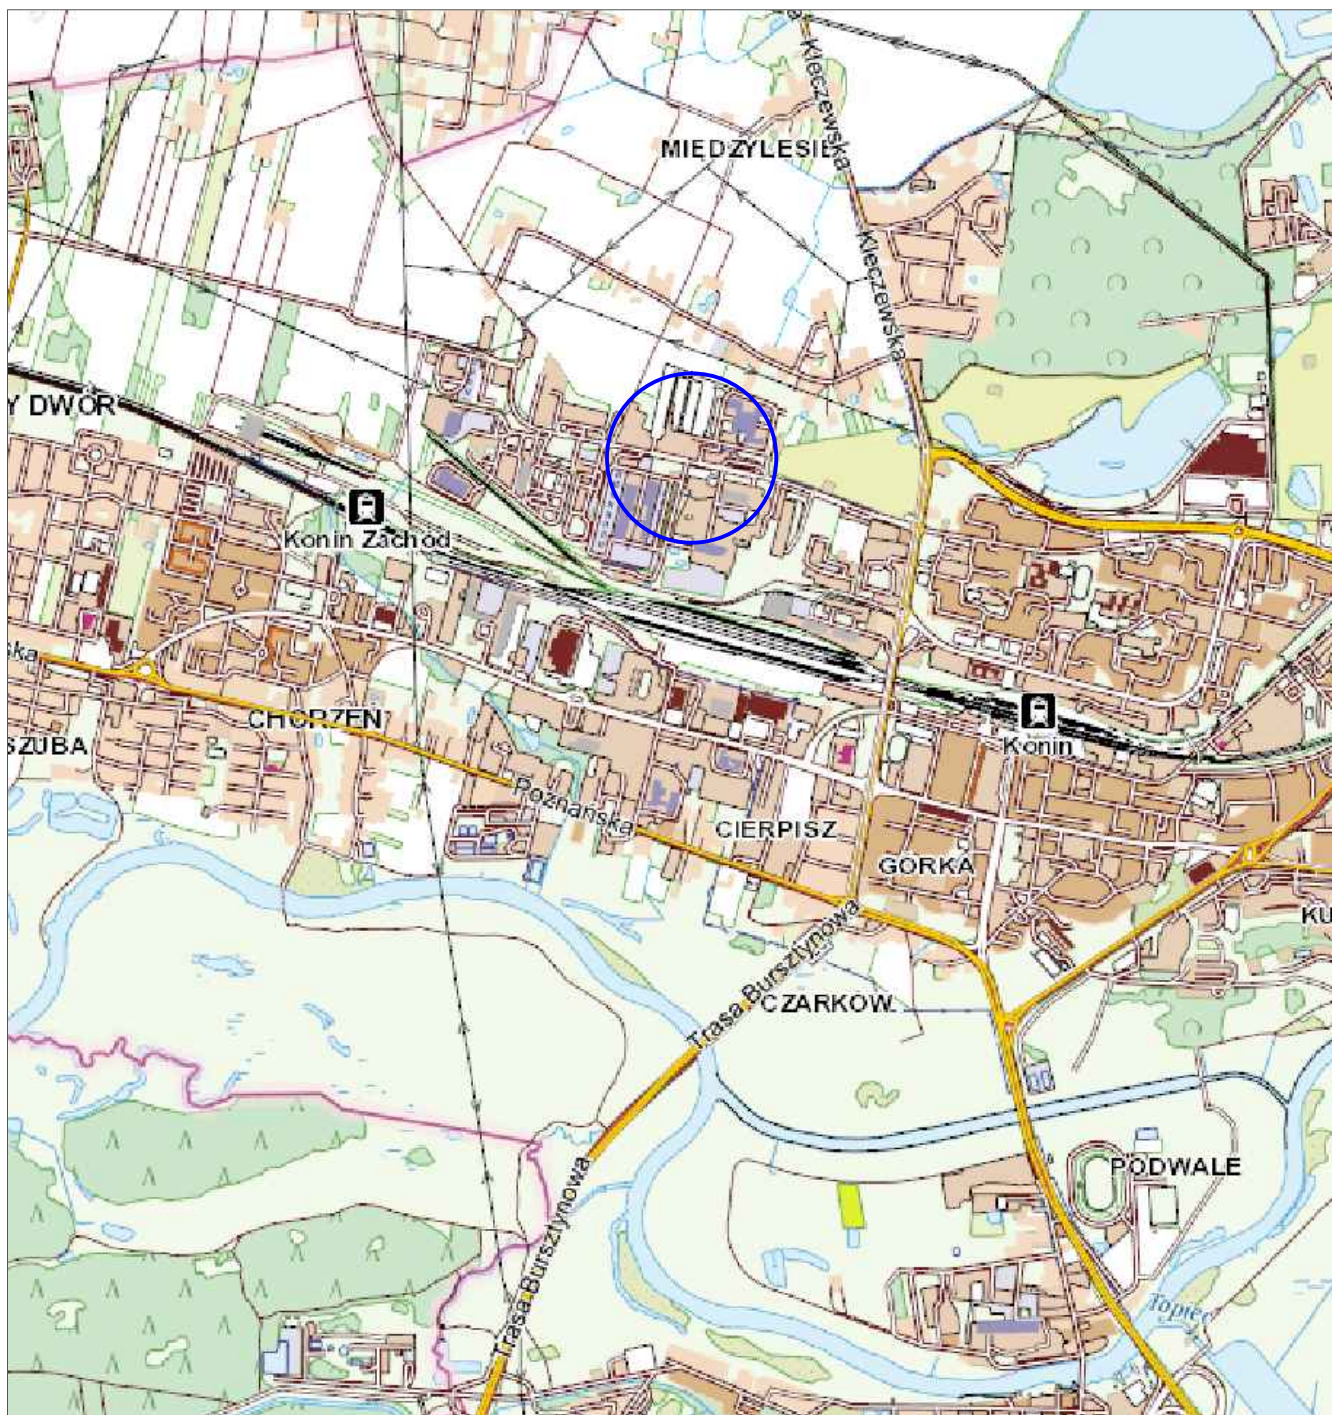 Kleczewska
MIĘDZYLESIE
Kleczewska
Y DWÓR
Konin Zachód
ska
CHORZEŃ
SZUBA
Konin
Poznańska
CIERPISZ
GÓRKA
KU
Trasa Bursztynowa
CZARKÓW
PODWALE
Trasa Bursztynowa
Topiec